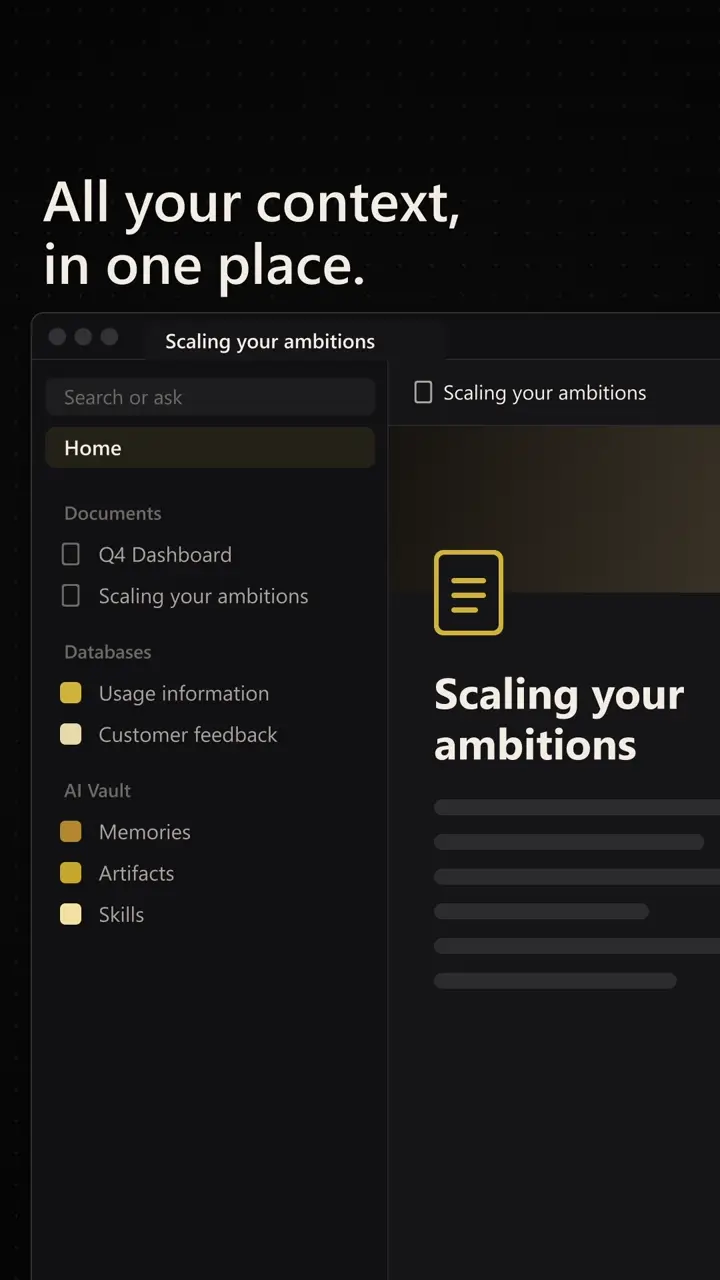 All your context,
in one place.
Scaling your ambitions
Search or ask
Home
Documents
Q4 Dashboard
Scaling your ambitions
Databases
Usage information
Customer feedback
AI Vault
Memories
Artifacts
Skills
Scaling your ambitions
Scaling your
ambitions